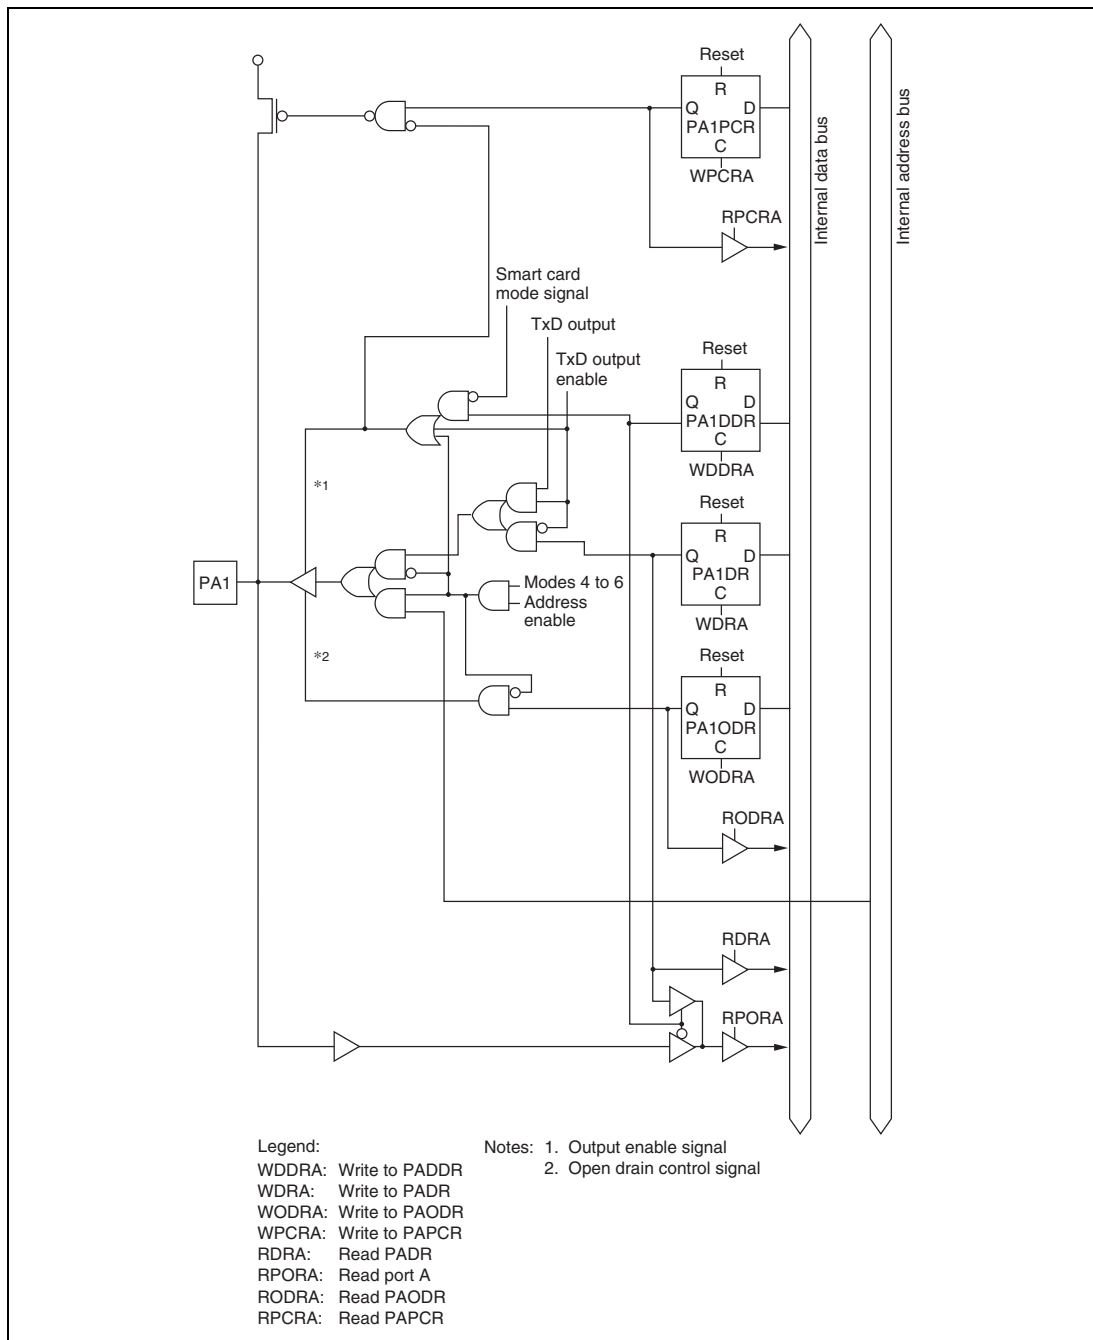 Reset
R
Q D
PA1PCR
C
WPCRA
RPCRA
Internal data bus
Internal address bus
Smart card
mode signal
TxD output
TxD output
enable
Reset
R
Q D
PA1DDR
C
WDDRA
*1
Reset
R
Q D
PA1DR
C
WDRA
PA1
Modes 4 to 6
Address
enable
*2
Reset
R
Q D
PA1ODR
C
WODRA
RODRA
RDRA
RPORA
Legend:
WDDRA: Write to PADDR
WDRA: Write to PADR
WODRA: Write to PAODR
WPCRA: Write to PAPCR
RDRA: Read PADR
RPORA: Read port A
RODRA: Read PAODR
RPCRA: Read PAPCR
Notes: 1. Output enable signal
2. Open drain control signal